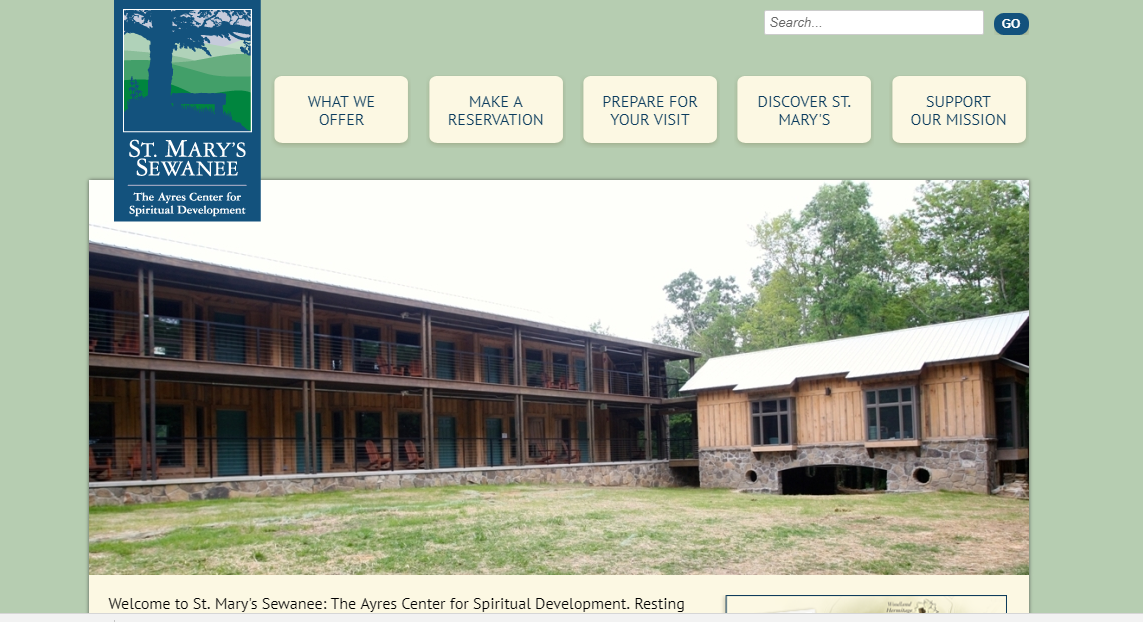 Search...
GO
WHAT WE
OFFER
MAKE A
RESERVATION
PREPARE FOR
YOUR VISIT
DISCOVER ST.
MARY'S
SUPPORT
OUR MISSION
ST. MARY'S
SEWANEE
The Ayres Center for
Spiritual Development
Welcome to St. Mary's Sewanee: The Ayres Center for Spiritual Development. Resting
Woodland
Hermitage